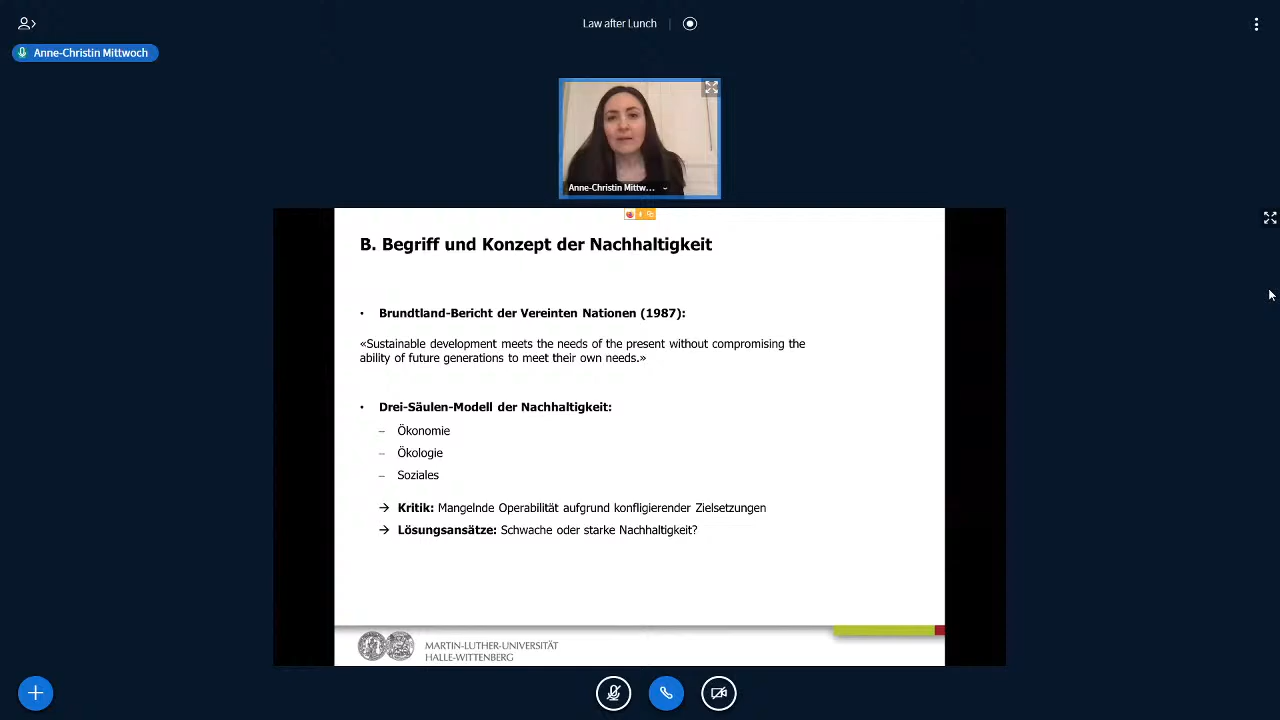 Law after Lunch
Anne-Christin Mittwoch
Anne-Christin Mittw...
B. Begriff und Konzept der Nachhaltigkeit
• Brundtland-Bericht der Vereinten Nationen (1987):
«Sustainable development meets the needs of the present without compromising the
ability of future generations to meet their own needs.»
• Drei-Säulen-Modell der Nachhaltigkeit:
– Ökonomie
– Ökologie
– Soziales
→ Kritik: Mangelnde Operabilität aufgrund konfligierender Zielsetzungen
→ Lösungsansätze: Schwache oder starke Nachhaltigkeit?
MARTIN-LUTHER-UNIVERSITÄT
HALLE-WITTENBERG